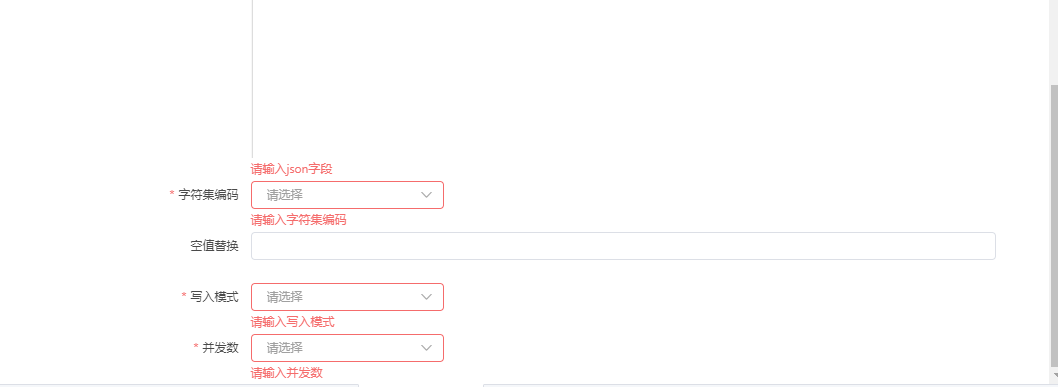 请输入json字段
* 字符集编码 请选择
请输入字符集编码
空值替换
* 写入模式 请选择
请输入写入模式
* 并发数 请选择
请输入并发数